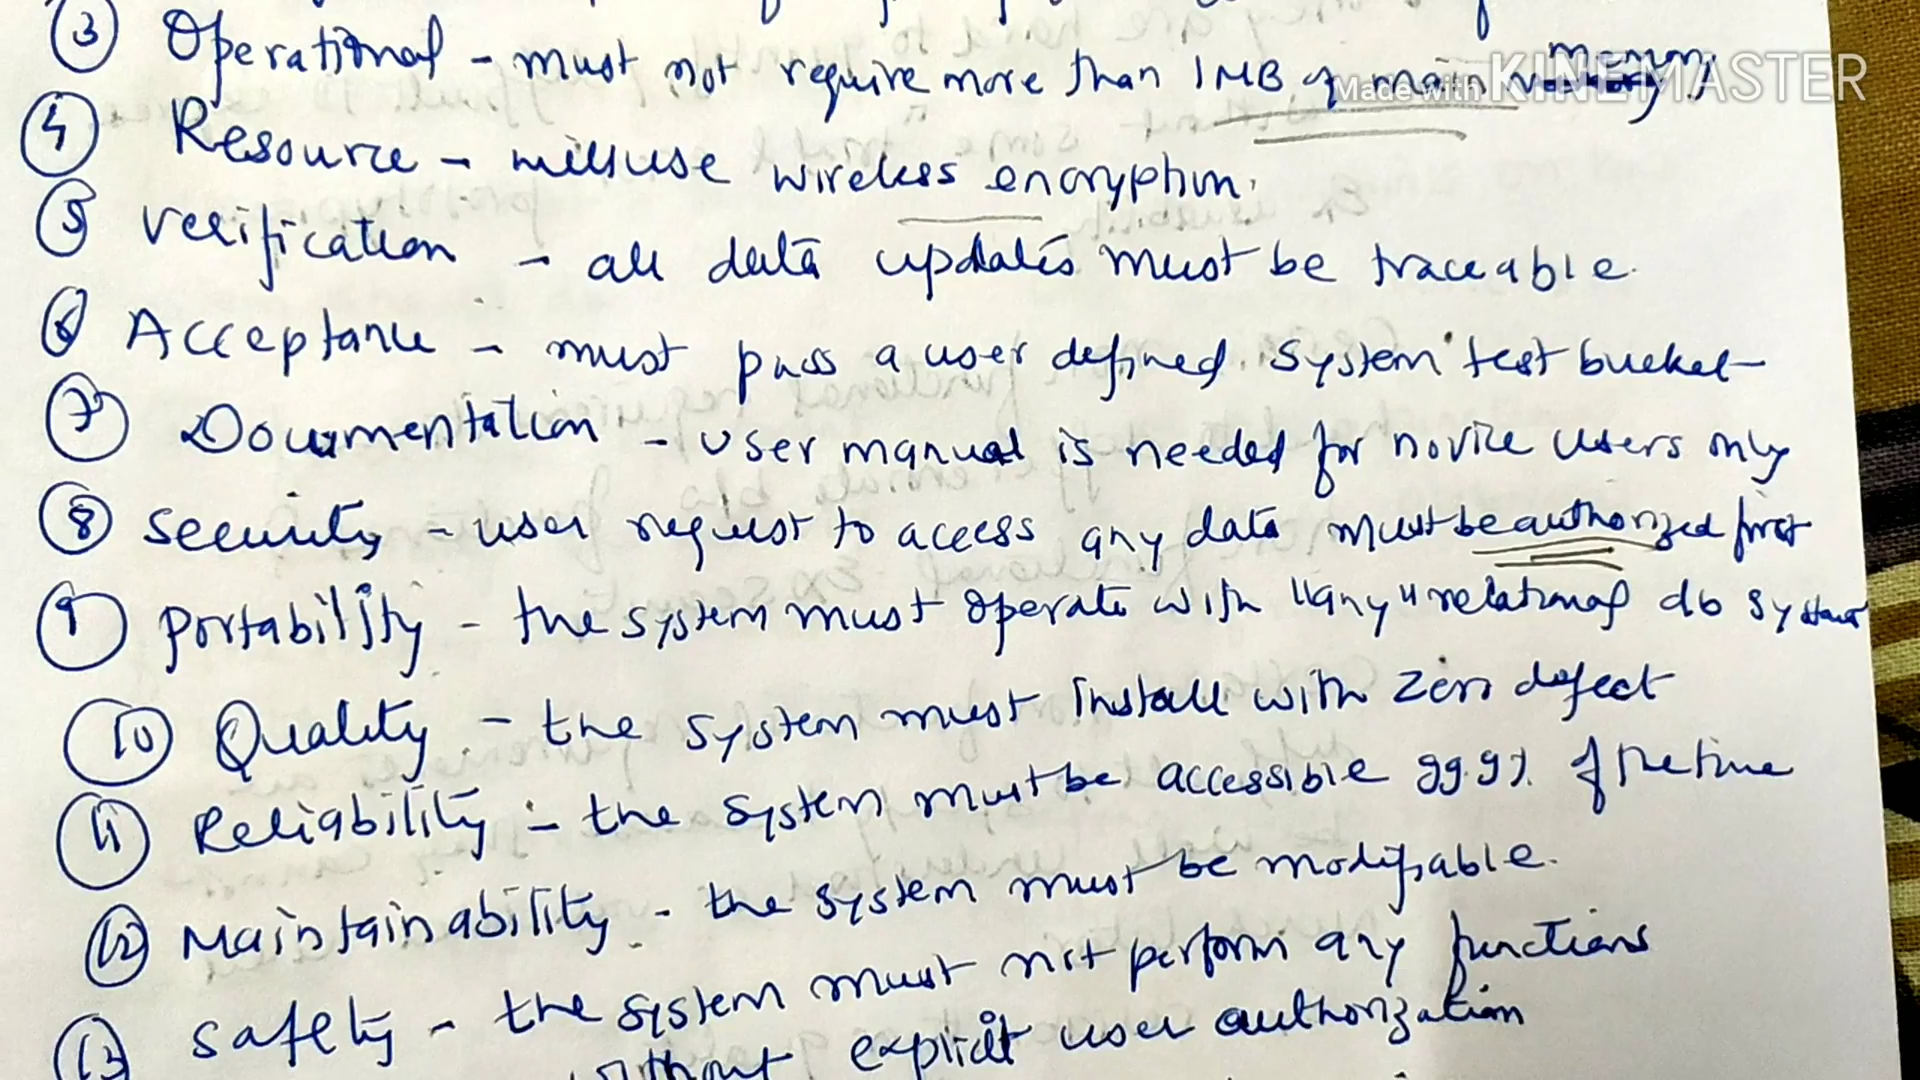 ③ Operational - must not require more than 1MB of main memory
Made with KINEMASTER
④ Resource - must use wireless encryption.
⑤ verification - all data updates must be traceable.
⑥ Acceptance - must pass a user defined system test bucket
⑦ Documentation - user manual is needed for novice users only
⑧ Security - user request to access any data must be authorized first
⑨ portability - the system must operate with "any" relational db system
⑩ Quality - the system must install with zero defect
⑪ Reliability - the system must be accessible 99.9% of the time
⑫ Maintainability - the system must be modifiable.
⑬ safety - the system must not perform any functions
without explicit user authorization